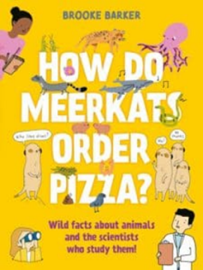 BROOKE BARKER
HOW DO
MEERKATS
ORDER
PIZZA?
Wild facts about animals
and the scientists
who study them!